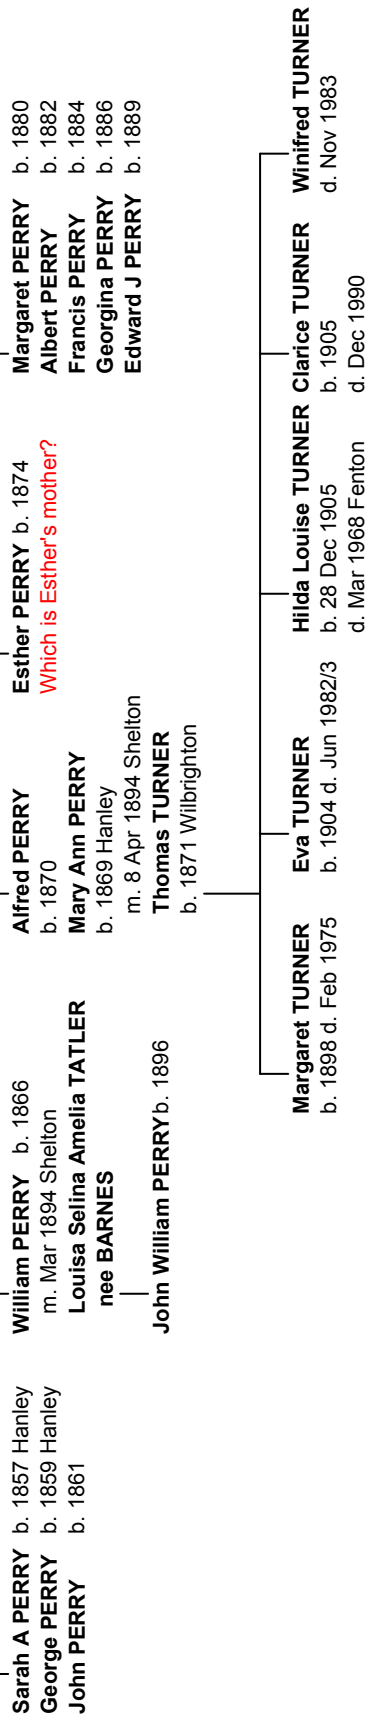 Sarah A PERRY b. 1857 Hanley
George PERRY b. 1859 Hanley
John PERRY b. 1861
William PERRY b. 1866
m. Mar 1894 Shelton
Louisa Selina Amelia TATLER
nee BARNES
John William PERRY b. 1896
Alfred PERRY
b. 1870
Mary Ann PERRY
b. 1869 Hanley
m. 8 Apr 1894 Shelton
Thomas TURNER
b. 1871 Wilbrighton
Esther PERRY b. 1874
Which is Esther's mother?
Margaret PERRY b. 1880
Albert PERRY b. 1882
Francis PERRY b. 1884
Georgina PERRY b. 1886
Edward J PERRY b. 1889
Margaret TURNER
b. 1898 d. Feb 1975
Eva TURNER
b. 1904 d. Jun 1982/3
Hilda Louise TURNER
b. 28 Dec 1905
d. Mar 1968 Fenton
Clarice TURNER
b. 1905
d. Dec 1990
Winifred TURNER
d. Nov 1983